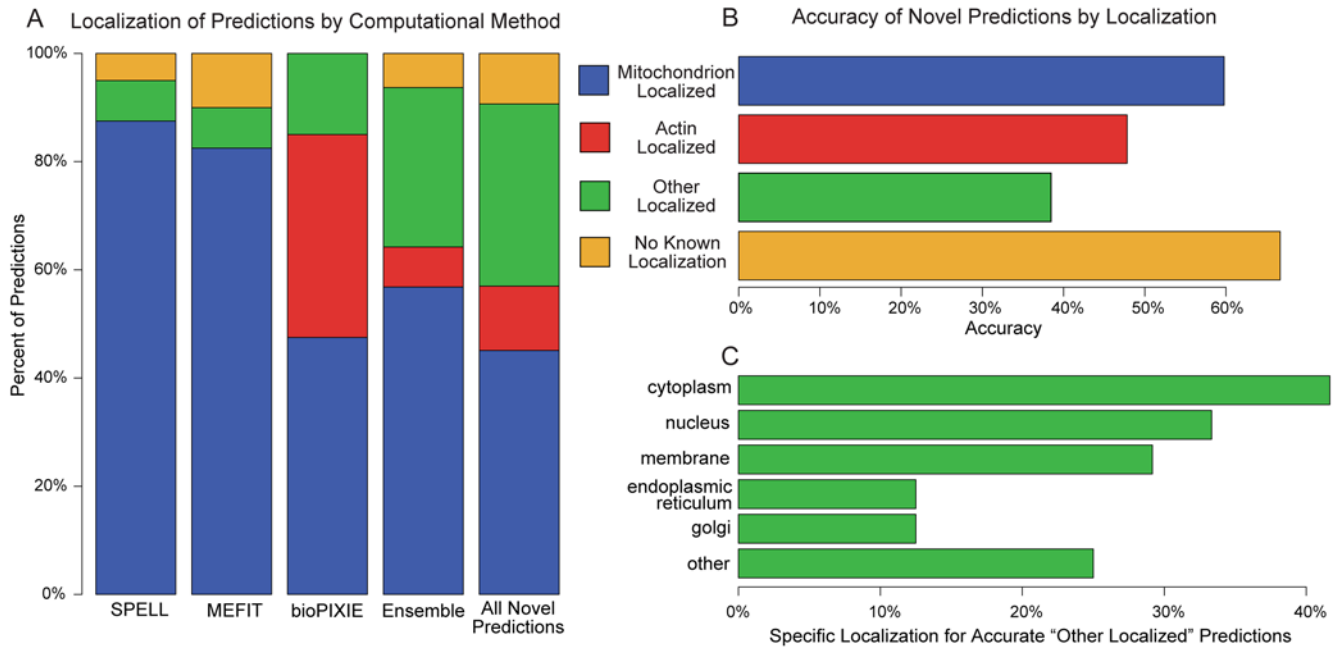 A
Localization of Predictions by Computational Method
100%
80%
60%
40%
20%
0%
Percent of Predictions
SPELL
MEFIT
bioPIXIE
Ensemble
All Novel
Predictions
Mitochondrion
Localized
Actin
Localized
Other
Localized
No Known
Localization
B
Accuracy of Novel Predictions by Localization
0%
10%
20%
30%
40%
50%
60%
Accuracy
C
cytoplasm
nucleus
membrane
endoplasmic
reticulum
golgi
other
0%
10%
20%
30%
40%
Specific Localization for Accurate “Other Localized” Predictions